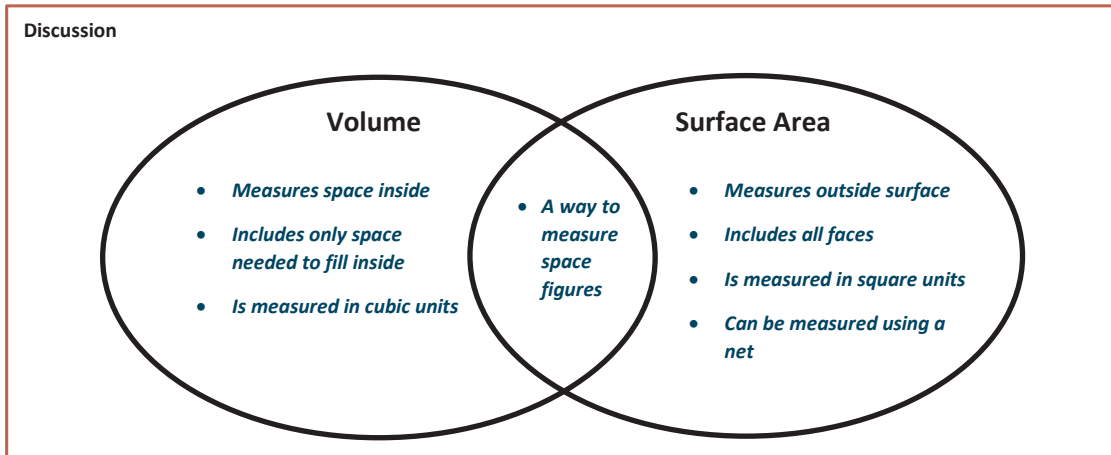 Discussion
Volume
• Measures space inside
• Includes only space
needed to fill inside
• Is measured in cubic units
• A way to
measure
space
figures
Surface Area
• Measures outside surface
• Includes all faces
• Is measured in square units
• Can be measured using a
net